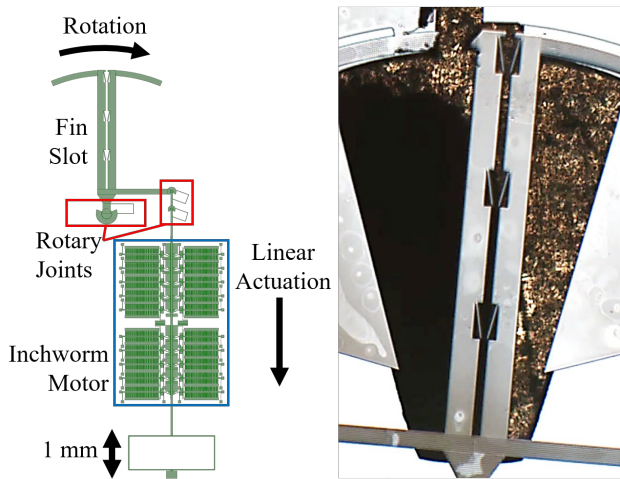 Rotation
Fin
Slot
Rotary
Joints
Linear
Actuation
Inchworm
Motor
1 mm